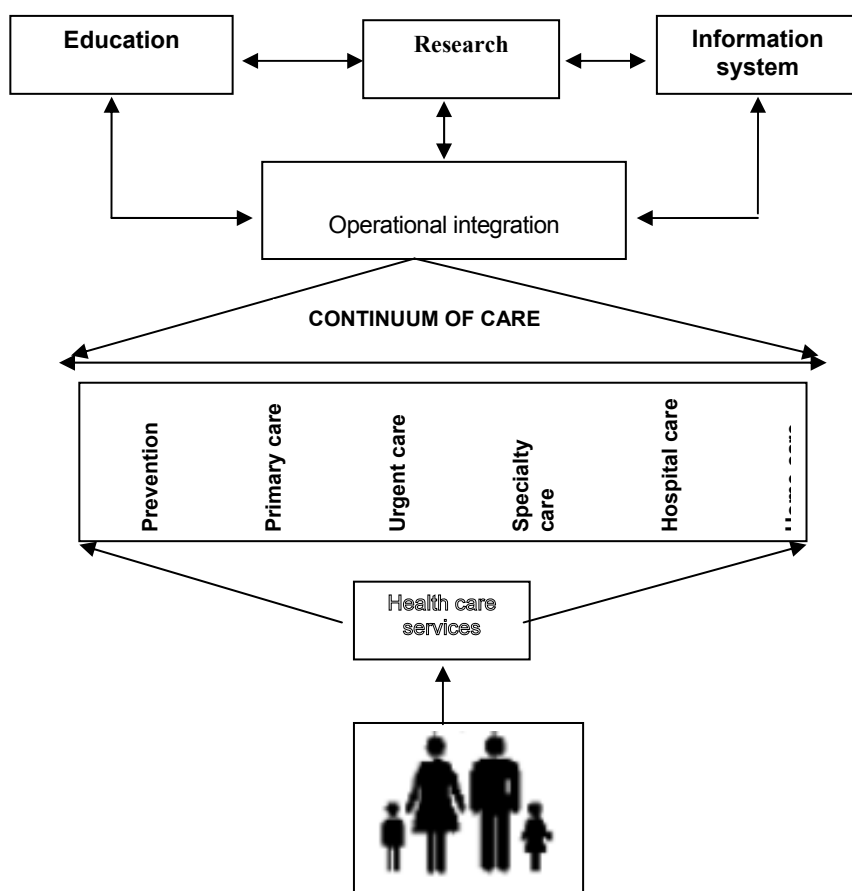 Education
Research
Information
system
Operational integration
CONTINUUM OF CARE
Prevention
Primary care
Urgent care
Specialty
care
Hospital care
Health care
services